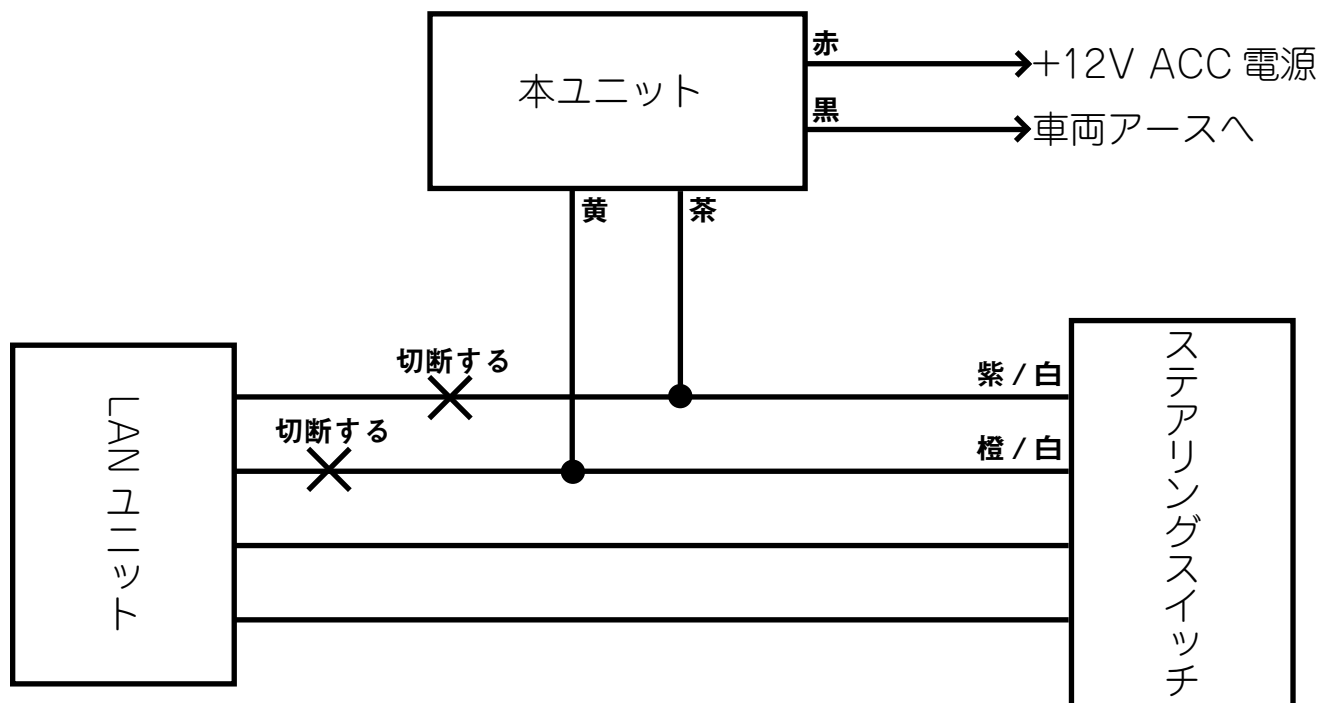 本ユニット
赤
+12V ACC 電源
黒
車両アースへ
黄
茶
切断する
紫 / 白
切断する
橙 / 白
LAN ユニット
ステアリングスイッチ